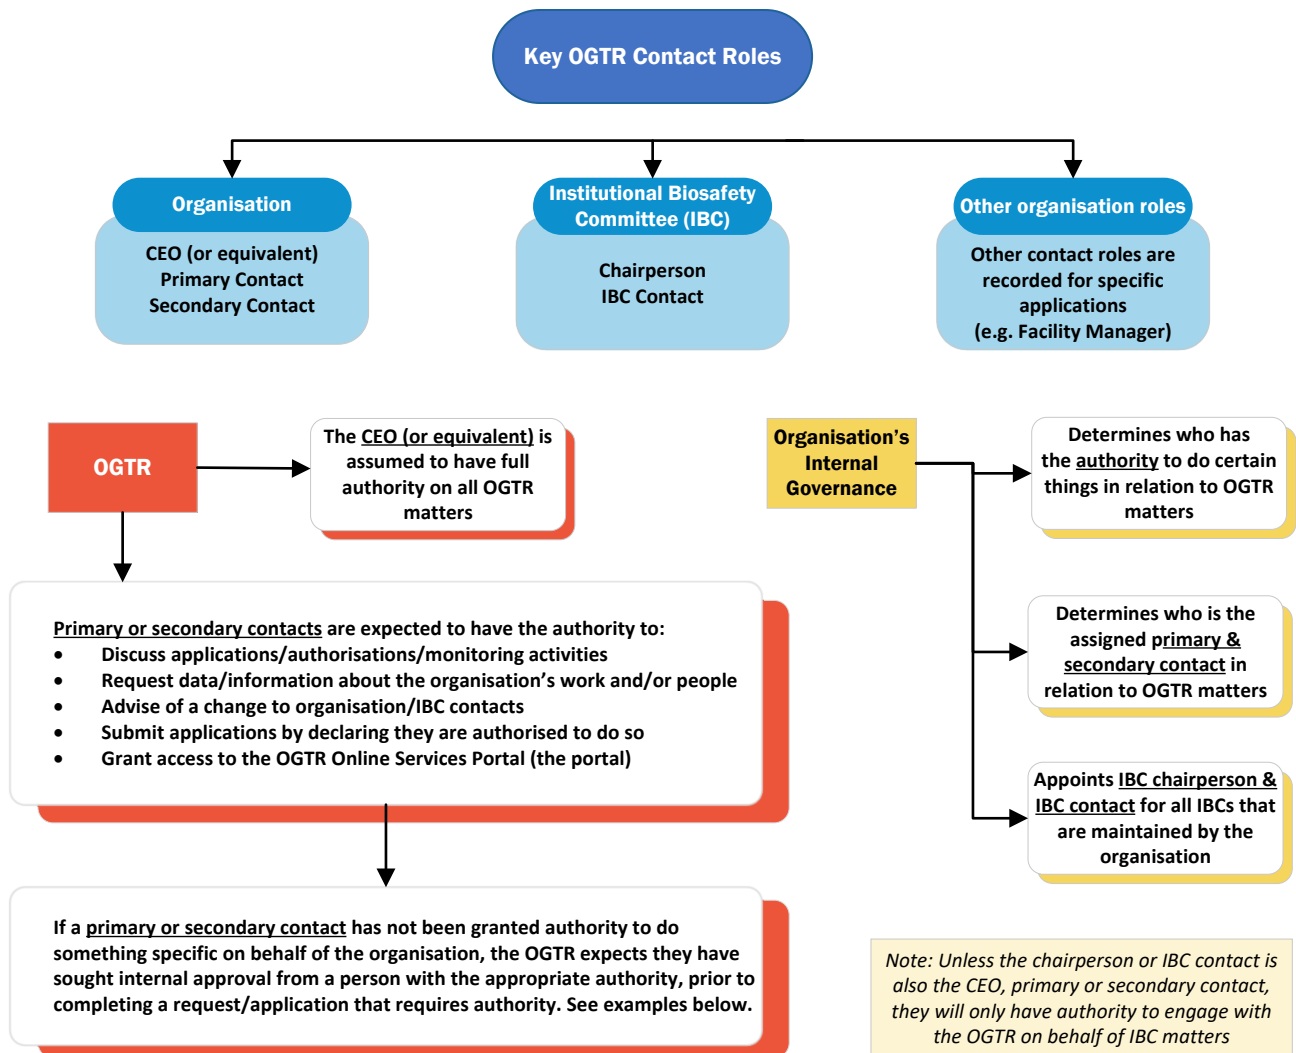 Key OGTR Contact Roles
Organisation
CEO (or equivalent)
Primary Contact
Secondary Contact
Institutional Biosafety
Committee (IBC)
Chairperson
IBC Contact
Other organisation roles
Other contact roles are
recorded for specific
applications
(e.g. Facility Manager)
OGTR
The CEO (or equivalent) is
assumed to have full
authority on all OGTR
matters
Primary or secondary contacts are expected to have the authority to:
• Discuss applications/authorisations/monitoring activities
• Request data/information about the organisation's work and/or people
• Advise of a change to organisation/IBC contacts
• Submit applications by declaring they are authorised to do so
• Grant access to the OGTR Online Services Portal (the portal)
If a primary or secondary contact has not been granted authority to do
something specific on behalf of the organisation, the OGTR expects they have
sought internal approval from a person with the appropriate authority, prior to
completing a request/application that requires authority. See examples below.
Organisation's
Internal
Governance
Determines who has
the authority to do certain
things in relation to OGTR
matters
Determines who is the
assigned primary &
secondary contact in
relation to OGTR matters
Appoints IBC chairperson &
IBC contact for all IBCs that
are maintained by the
organisation
Note: Unless the chairperson or IBC contact is
also the CEO, primary or secondary contact,
they will only have authority to engage with
the OGTR on behalf of IBC matters